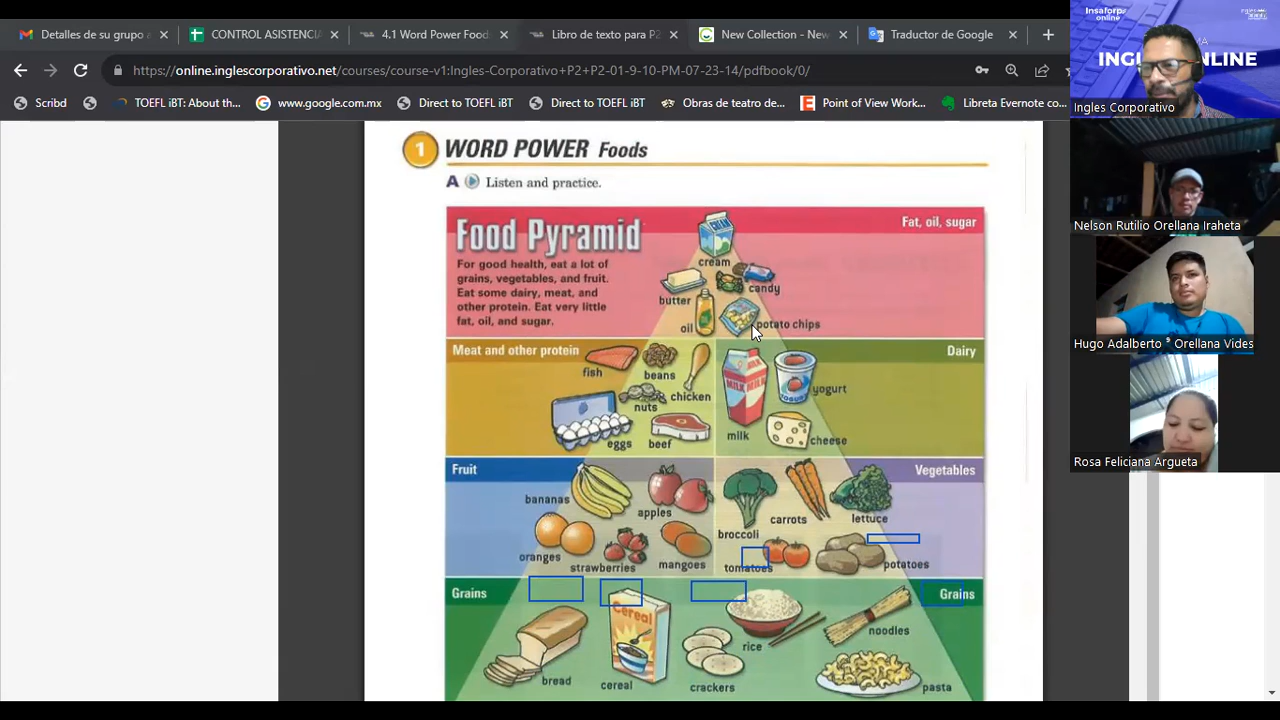 Detalles de su grupo
CONTROL ASISTENCIA
4.1 Word Power Food
Libro de texto para P2
New Collection - New
Traductor de Google
https://online.inglescorporativo.net/courses/course-v1:Ingles-Corporativo+P2+P2-01-9-10-PM-07-23-14/pdfbook/0/
Scribd
TOEFL iBT: About th...
www.google.com.mx
Direct to TOEFL iBT
Direct to TOEFL iBT
Obras de teatro de...
Point of View Work...
Libreta Evernote co...
1 WORD POWER Foods
A Listen and practice.
Food Pyramid
Fat, oil, sugar
For good health, eat a lot of
grains, vegetables, and fruit.
Eat some dairy, meat, and
other protein. Eat very little
fat, oil, and sugar.
CREAM
cream
candy
butter
oil
potato chips
Meat and other protein
Dairy
fish
beans
chicken
nuts
eggs
beef
MILK
milk
YOGURT
yogurt
cheese
Fruit
Vegetables
bananas
apples
oranges
strawberries
mangoes
broccoli
carrots
lettuce
tomatoes
potatoes
Grains
Grains
Cereal
bread
cereal
crackers
rice
noodles
pasta
Insaforp
online
Ingles Corporativo
Nelson Rutilio Orellana Iraheta
Hugo Adalberto Orellana Vides
Rosa Feliciana Argueta